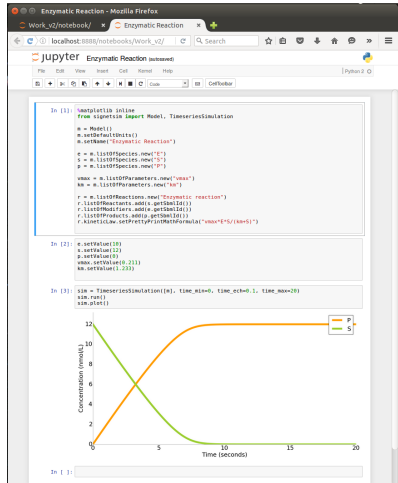 Enzymatic Reaction - Mozilla Firefox
Work_v2/notebook/ × Enzymatic Reaction ×
localhost:8888/notebooks/Work_v2/ Search
jupyter Enzymatic Reaction (autosaved)
File Edit View Insert Cell Kernel Help Python 2
Code CellToolbar
In [1]: %matplotlib inline
from signetsim import Model, TimeseriesSimulation
m = Model()
m.setDefaultUnits()
m.setName("Enzymatic Reaction")
e = m.listOfSpecies.new("E")
s = m.listOfSpecies.new("S")
p = m.listOfSpecies.new("P")
vmax = m.listOfParameters.new("vmax")
km = m.listOfParameters.new("km")
r = m.listOfReactions.new("Enzymatic reaction")
r.listOfReactants.add(s.getSbmlId())
r.listOfModifiers.add(e.getSbmlId())
r.listOfProducts.add(p.getSbmlId())
r.kineticLaw.setPrettyPrintMathFormula("vmax*E*S/(km+S)")
In [2]: e.setValue(10)
s.setValue(12)
p.setValue(0)
vmax.setValue(0.211)
km.setValue(1.233)
In [3]: sim = TimeseriesSimulation([m], time_min=0, time_ech=0.1, time_max=20)
sim.run()
sim.plot()
P
S
12
10
8
6
4
2
0
Concentration (nmol/L)
0 5 10 15 20
Time (seconds)
In [ ]: